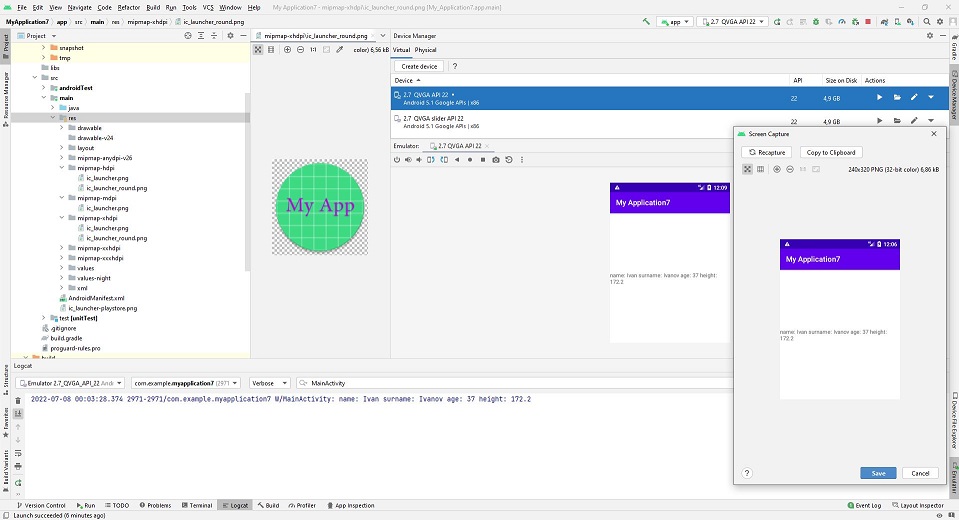 File Edit View Navigate Code Refactor Build Run Tools VCS Window Help
My Application7 - mipmap-xhdpi\ic_launcher_round.png [My_Application7.app.main]
MyApplication7 app src main res mipmap-xhdpi ic_launcher_round.png
app
2.7 QVGA API 22
Project
Project
Resource Manager
snapshot
tmp
libs
src
androidTest
main
java
res
drawable
drawable-v24
layout
mipmap-anydpi-v26
mipmap-hdpi
ic_launcher.png
ic_launcher_round.png
mipmap-mdpi
ic_launcher.png
mipmap-xhdpi
ic_launcher.png
ic_launcher_round.png
mipmap-xxhdpi
mipmap-xxxhdpi
values
values-night
xml
AndroidManifest.xml
ic_launcher-playstore.png
test [unitTest]
.gitignore
build.gradle
proguard-rules.pro
build
mipmap-xhdpi\ic_launcher_round.png
1:1
color) 6,56 kB
My App
Device Manager
Virtual Physical
Create device
?
Device API Size on Disk Actions
2.7 QVGA API 22
Android 5.1 Google APIs | x86
22 4,9 GB
2.7 QVGA slider API 22
Android 5.1 Google APIs | x86
22 4,9 GB
Emulator: 2.7 QVGA API 22
12:09
My Application7
name: Ivan surname: Ivanov age: 37 height:
172.2
Screen Capture
Recapture Copy to Clipboard
1:1
240x320 PNG (32-bit color) 6,86 kB
12:06
My Application7
name: Ivan surname: Ivanov age: 37 height:
172.2
? Save Cancel
Gradle
Device Manager
Device File Explorer
Emulator
Structure
Favorites
Build Variants
Logcat
Emulator 2.7_QVGA_API_22 Andr
com.example.myapplication7 (2971
Verbose
MainActivity
2022-07-08 00:03:28.374 2971-2971/com.example.myapplication7 W/MainActivity: name: Ivan surname: Ivanov age: 37 height: 172.2
Version Control Run TODO Problems Terminal Logcat Build Profiler App Inspection
Event Log Layout Inspector
Launch succeeded (6 minutes ago)